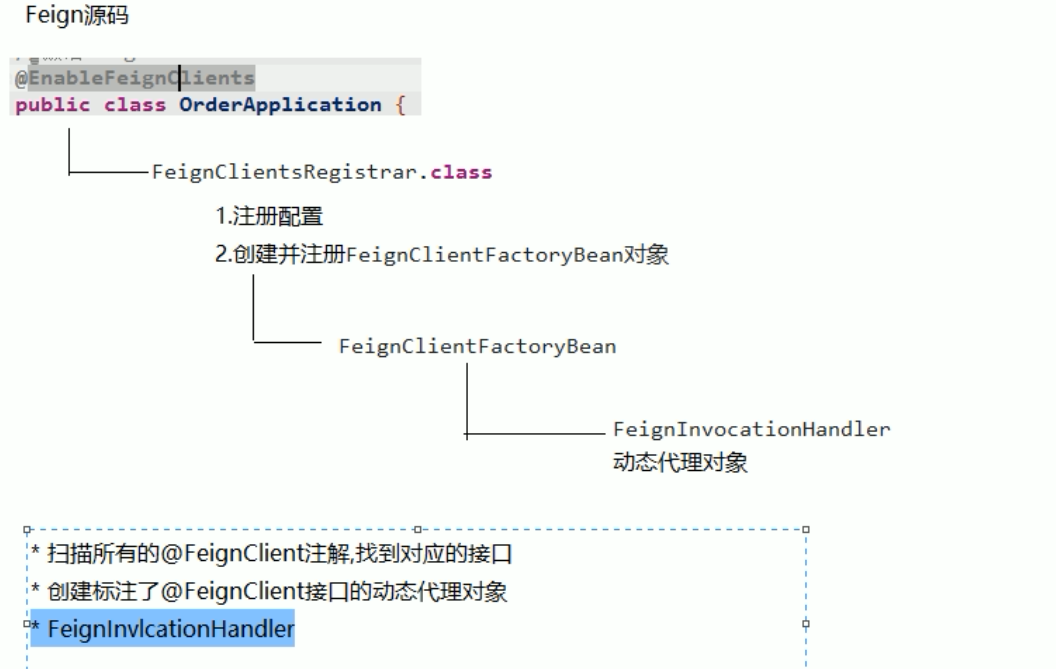 Feign源码
@EnableFeignClients
public class OrderApplication {
FeignClientsRegistrar.class
1.注册配置
2.创建并注册FeignClientFactoryBean对象
FeignClientFactoryBean
FeignInvocationHandler
动态代理对象
* 扫描所有的@FeignClient注解,找到对应的接口
* 创建标注了@FeignClient接口的动态代理对象
* FeignInvlcationHandler